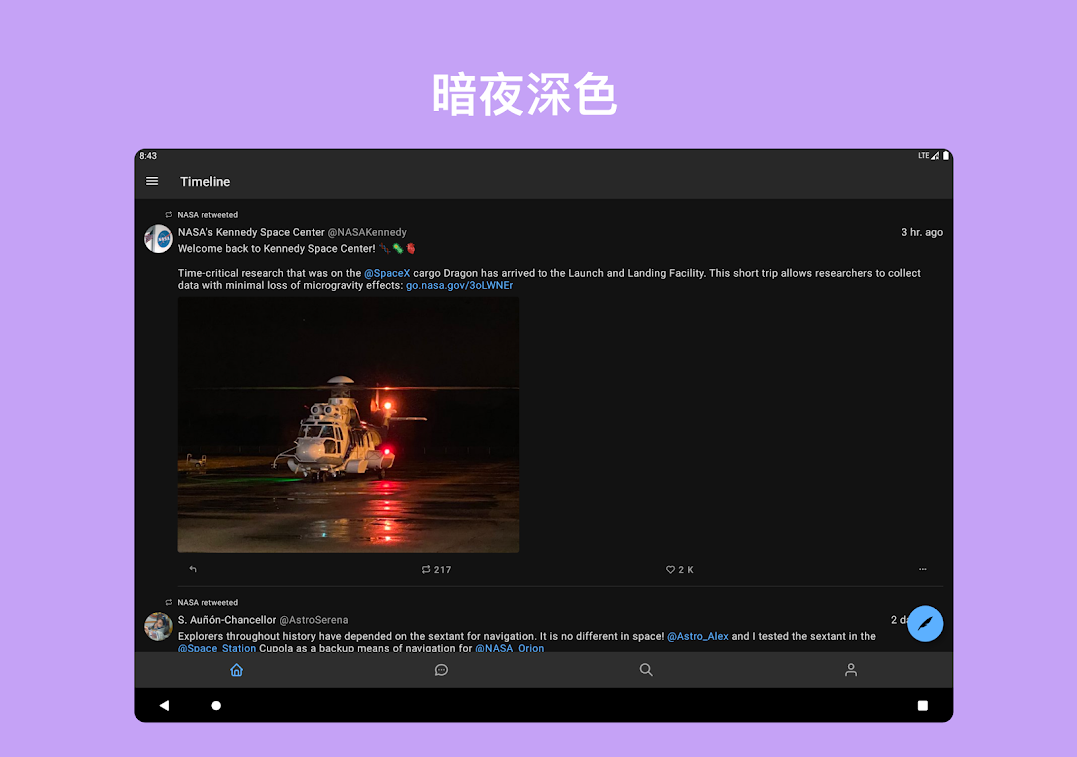 暗夜深色
8:43
LTE
Timeline
NASA retweeted
NASA's Kennedy Space Center @NASAKennedy
3 hr. ago
Welcome back to Kennedy Space Center! 🧬🦠🫀
Time-critical research that was on the @SpaceX cargo Dragon has arrived to the Launch and Landing Facility. This short trip allows researchers to collect
data with minimal loss of microgravity effects: go.nasa.gov/3oLWNEr
217
2 K
NASA retweeted
S. Auñón-Chancellor @AstroSerena
2 da
Explorers throughout history have depended on the sextant for navigation. It is no different in space! @Astro_Alex and I tested the sextant in the
@Space_Station Cupola as a backup means of navigation for @NASA_Orion